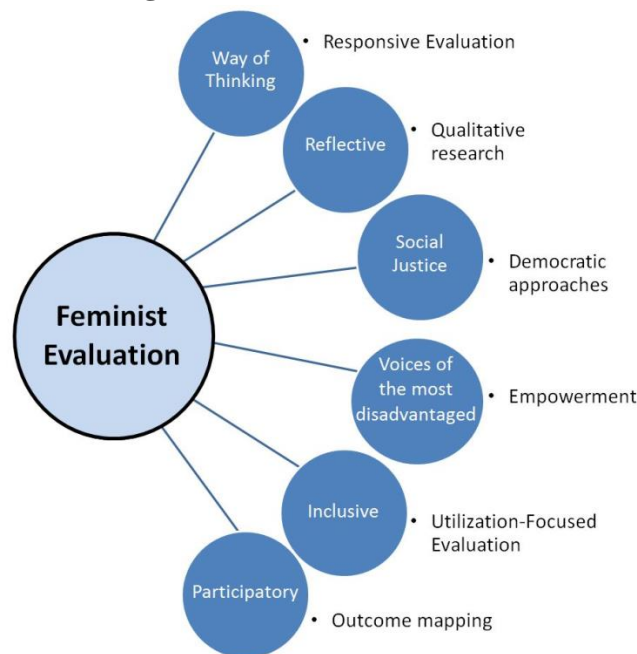 Way of
Thinking
• Responsive Evaluation
Reflective
• Qualitative
research
Social
Justice
• Democratic
approaches
Feminist
Evaluation
Voices of
the most
disadvantaged
• Empowerment
Inclusive
• Utilization-Focused
Evaluation
Participatory
• Outcome mapping